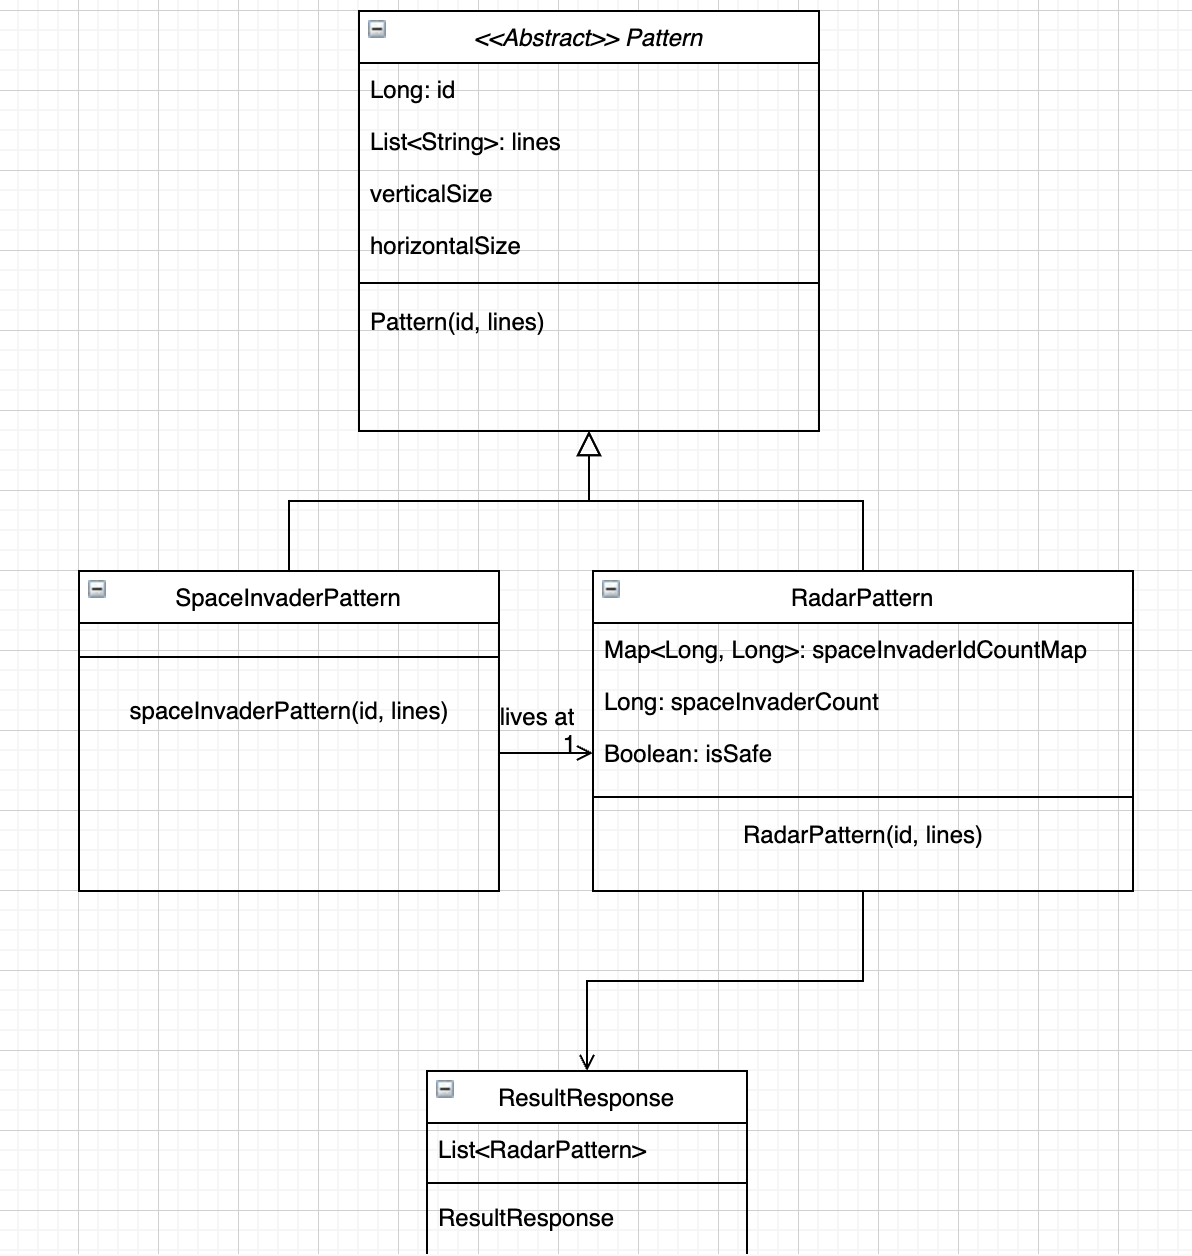 <<Abstract>> Pattern
Long: id
List<String>: lines
verticalSize
horizontalSize
Pattern(id, lines)
SpaceInvaderPattern
spaceInvaderPattern(id, lines)
lives at
1
RadarPattern
Map<Long, Long>: spaceInvaderIdCountMap
Long: spaceInvaderCount
Boolean: isSafe
RadarPattern(id, lines)
ResultResponse
List<RadarPattern>
ResultResponse